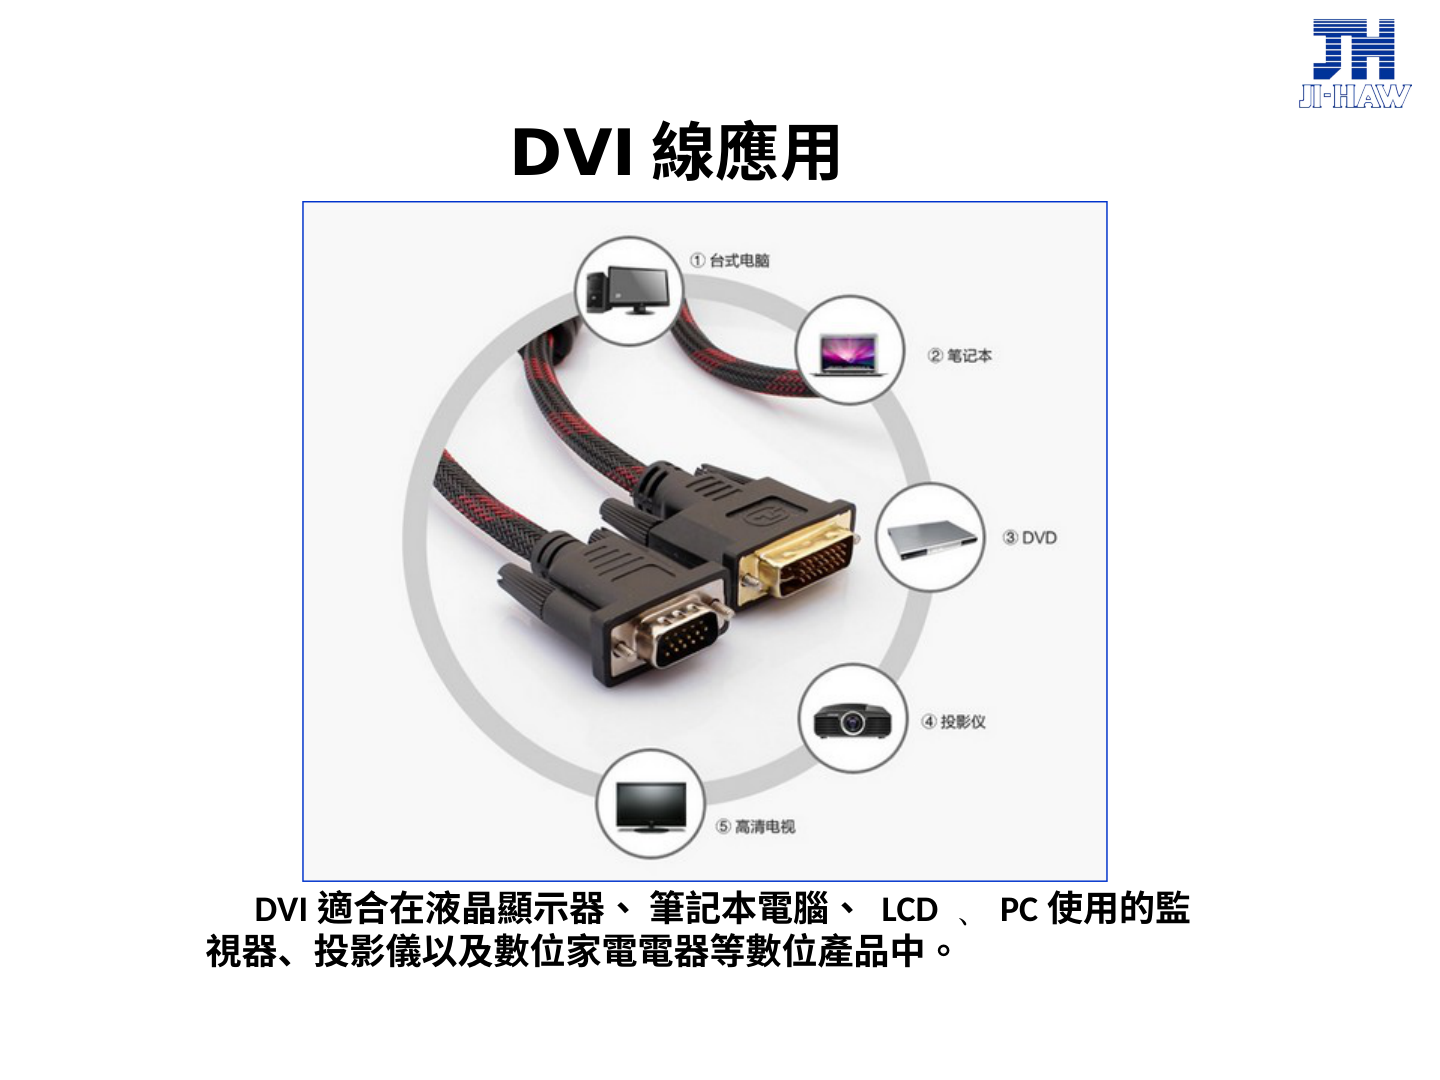 JH
JI-HAW
DVI 線應用
① 台式电脑
② 笔记本
③ DVD
④ 投影仪
⑤ 高清电视
DVI 適合在液晶顯示器、 筆記本電腦、 LCD 、 PC 使用的監
視器、投影儀以及數位家電電器等數位產品中。